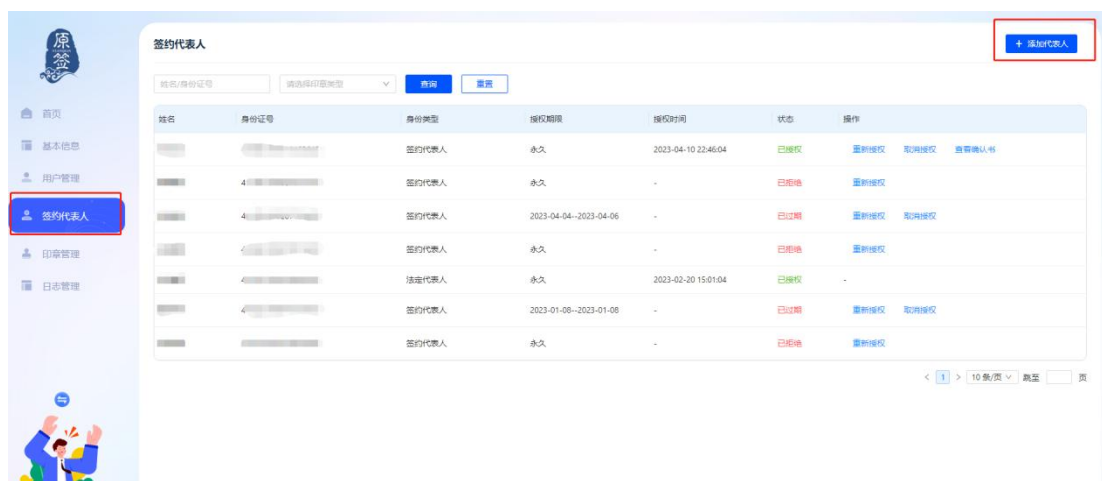 原签
签约代表人
+ 添加代表人
姓名/身份证号 请选择印章类型 查询 重置
首页
基本信息
用户管理
签约代表人
印章管理
日志管理
姓名 身份证号 身份类型 授权期限 授权时间 状态 操作
签约代表人 永久 2023-04-10 22:46:04 已授权 重新授权 取消授权 查看确认书
4 签约代表人 永久 - 已拒绝 重新授权
4 签约代表人 2023-04-04--2023-04-06 - 已过期 重新授权 取消授权
签约代表人 永久 - 已拒绝 重新授权
法定代表人 永久 2023-02-20 15:01:04 已授权 -
签约代表人 2023-01-08--2023-01-08 - 已过期 重新授权 取消授权
签约代表人 永久 - 已拒绝 重新授权
< 1 > 10 条/页 跳至 页